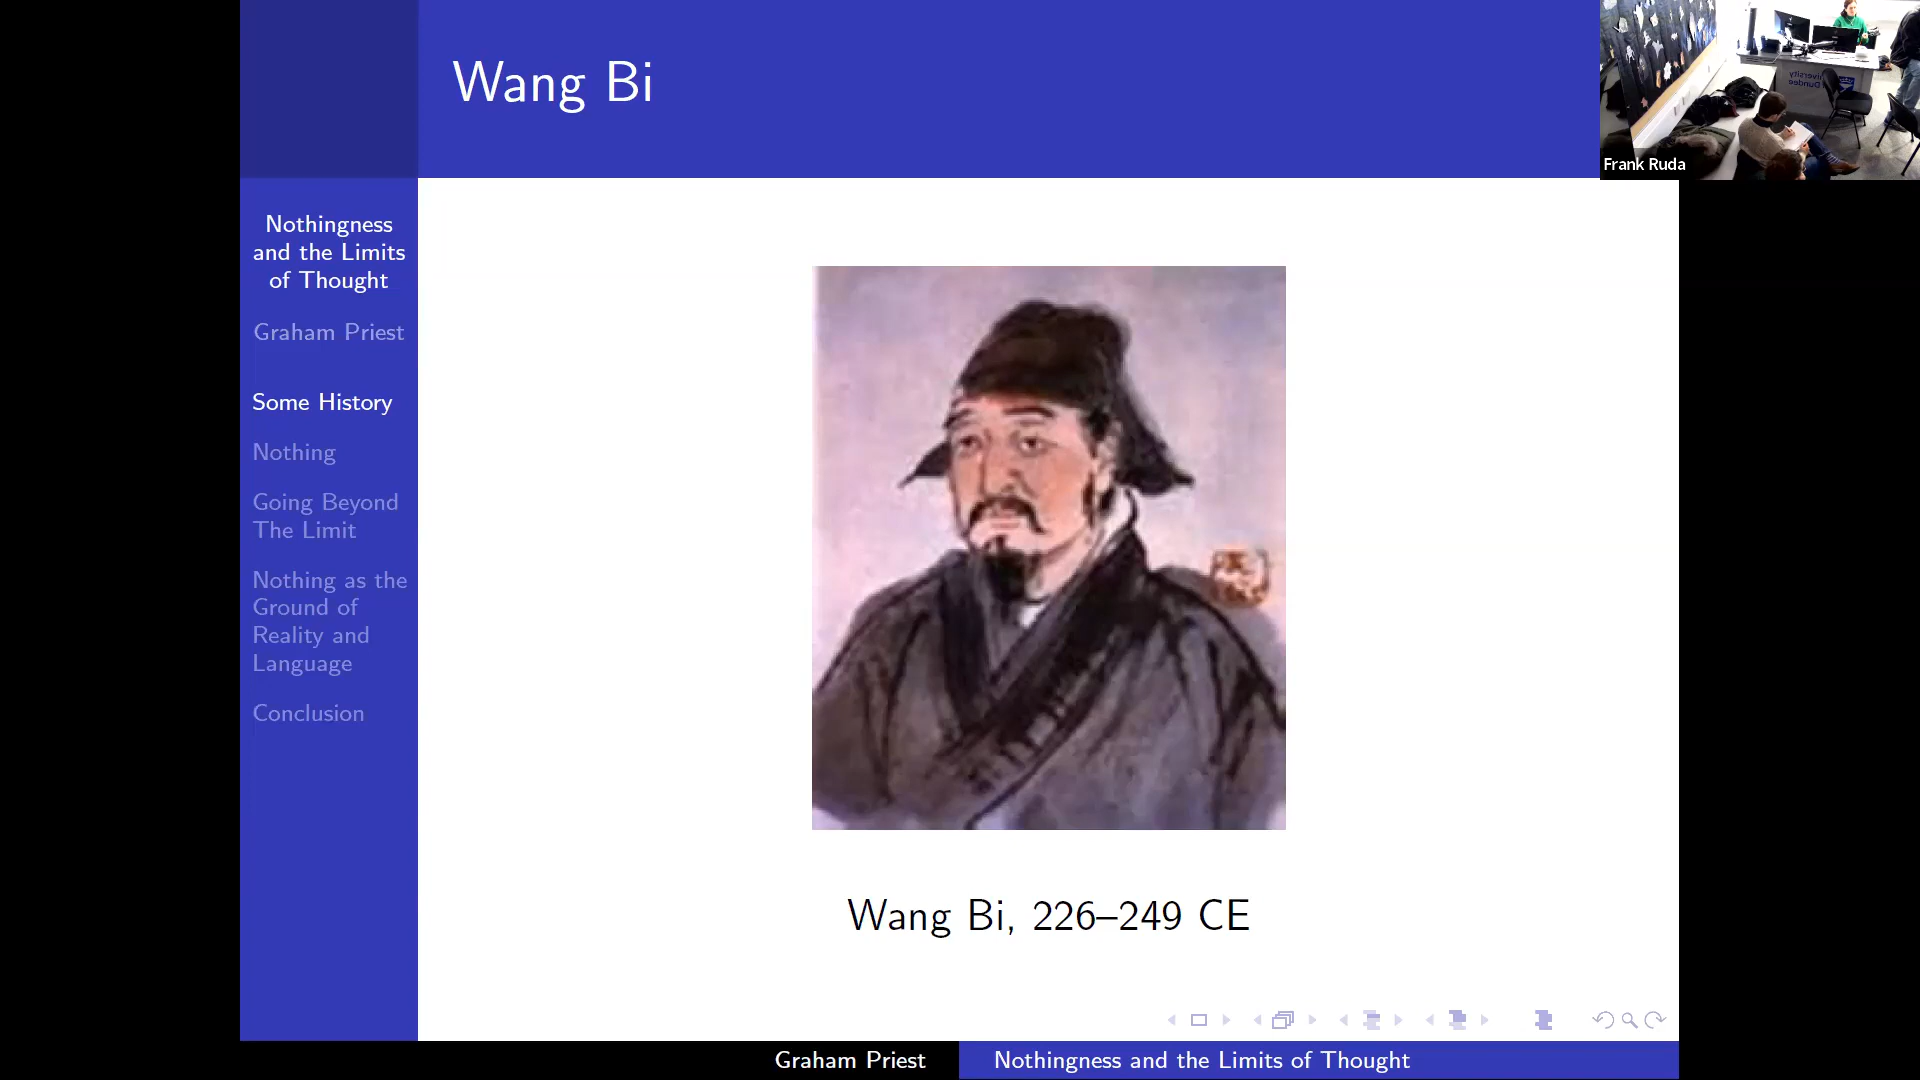 Wang Bi
Nothingness
and the Limits
of Thought
Graham Priest
Some History
Nothing
Going Beyond
The Limit
Nothing as the
Ground of
Reality and
Language
Conclusion
Wang Bi, 226–249 CE
Graham Priest
Nothingness and the Limits of Thought
Frank Ruda